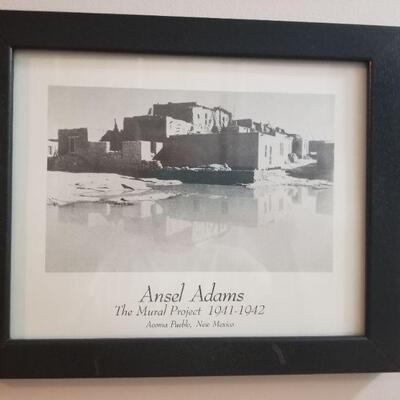 Ansel Adams
The Mural Project 1941-1942
Acoma Pueblo, New Mexico